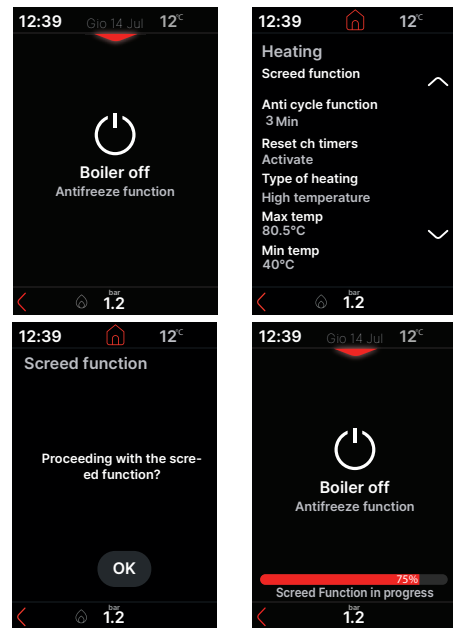 12:39 Gio 14 Jul 12°C
Boiler off
Antifreeze function
bar
1.2
12:39 12°C
Heating
Screed function
Anti cycle function
3 Min
Reset ch timers
Activate
Type of heating
High temperature
Max temp
80.5°C
Min temp
40°C
bar
1.2
12:39 12°C
Screed function
Proceeding with the scre-
ed function?
OK
bar
1.2
12:39 Gio 14 Jul 12°C
Boiler off
Antifreeze function
75%
Screed Function in progress
bar
1.2